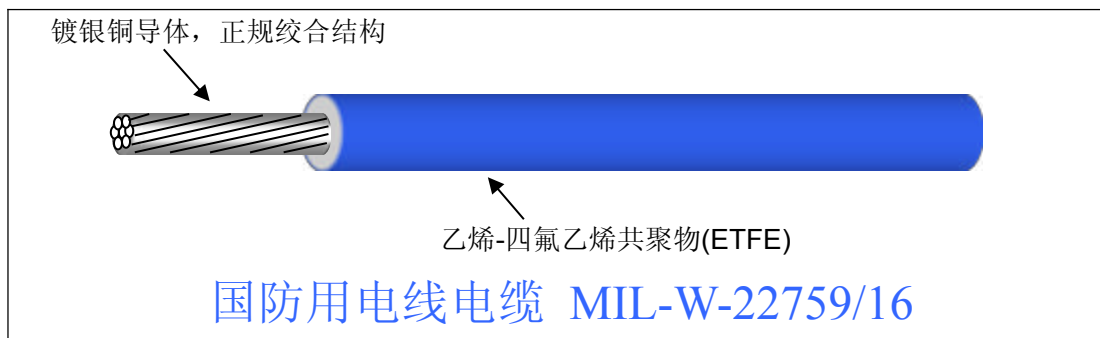 镀银铜导体，正规绞合结构
乙烯-四氟乙烯共聚物(ETFE)
国防用电线电缆 MIL-W-22759/16